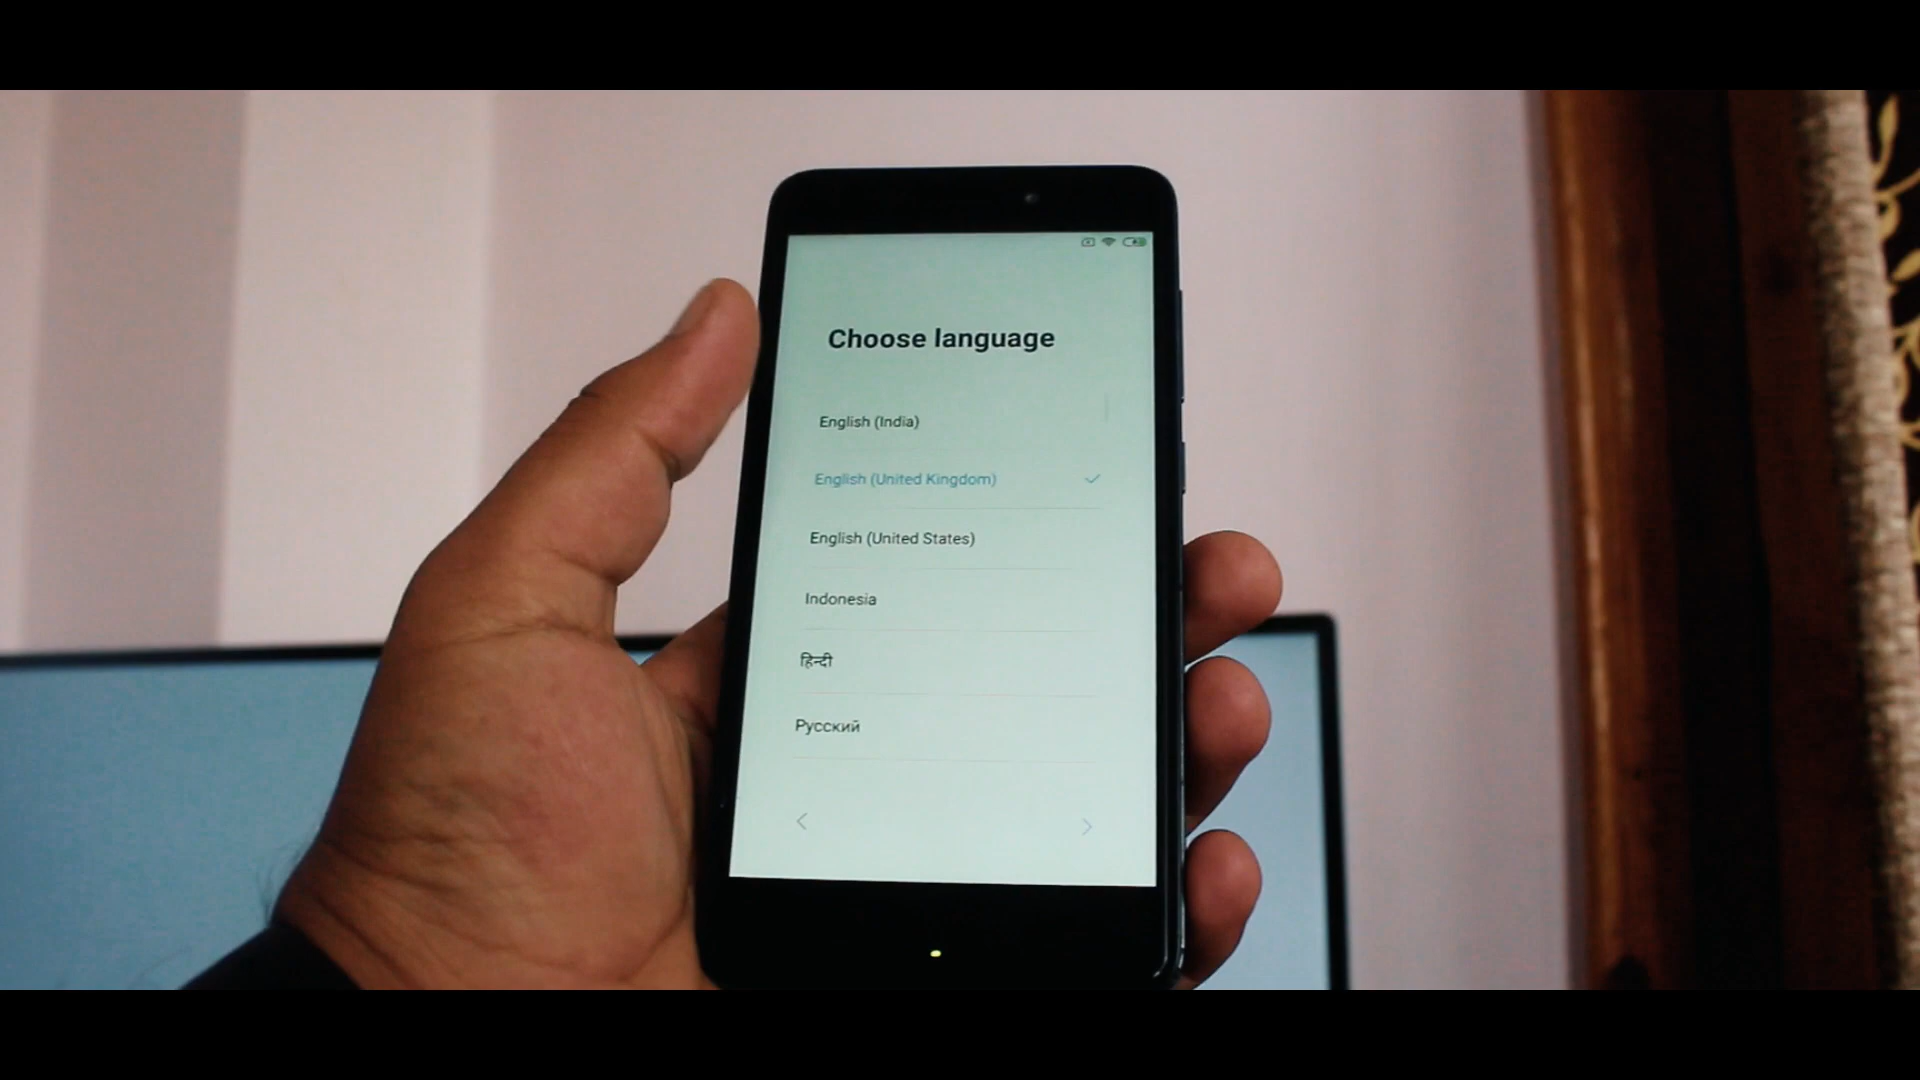 Choose language
English (India)
English (United Kingdom)
English (United States)
Indonesia
हिन्दी
Русский